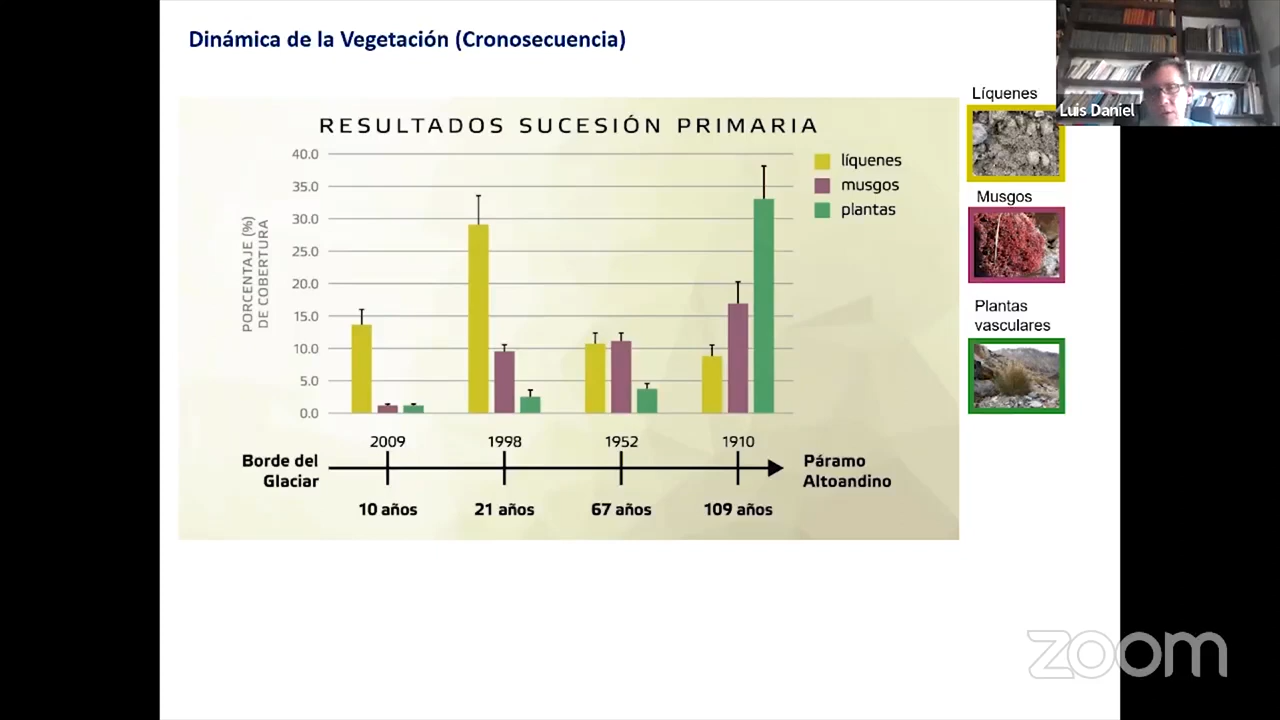 Dinámica de la Vegetación (Cronosecuencia)
Luis Daniel
RESULTADOS SUCESIÓN PRIMARIA
líquenes
musgos
plantas
PORCENTAJE (%)
DE COBERTURA
40.0
35.0
30.0
25.0
20.0
15.0
10.0
5.0
0.0
2009
1998
1952
1910
Borde del
Glaciar
Páramo
Altoandino
10 años
21 años
67 años
109 años
Líquenes
Musgos
Plantas
vasculares
zoom